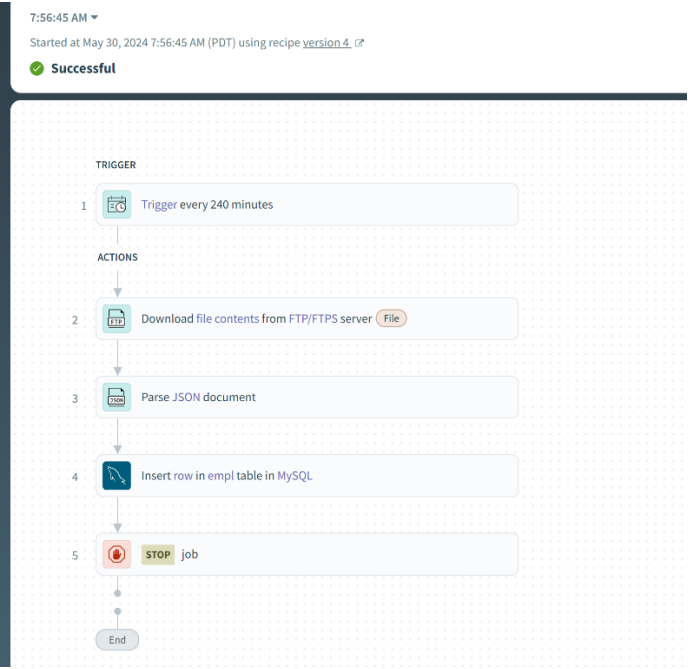 7:56:45 AM
Started at May 30, 2024 7:56:45 AM (PDT) using recipe version 4
Successful
TRIGGER
1 Trigger every 240 minutes
ACTIONS
2 FTP Download file contents from FTP/FTPS server File
3 JSON Parse JSON document
4 Insert row in empl table in MySQL
5 STOP job
End